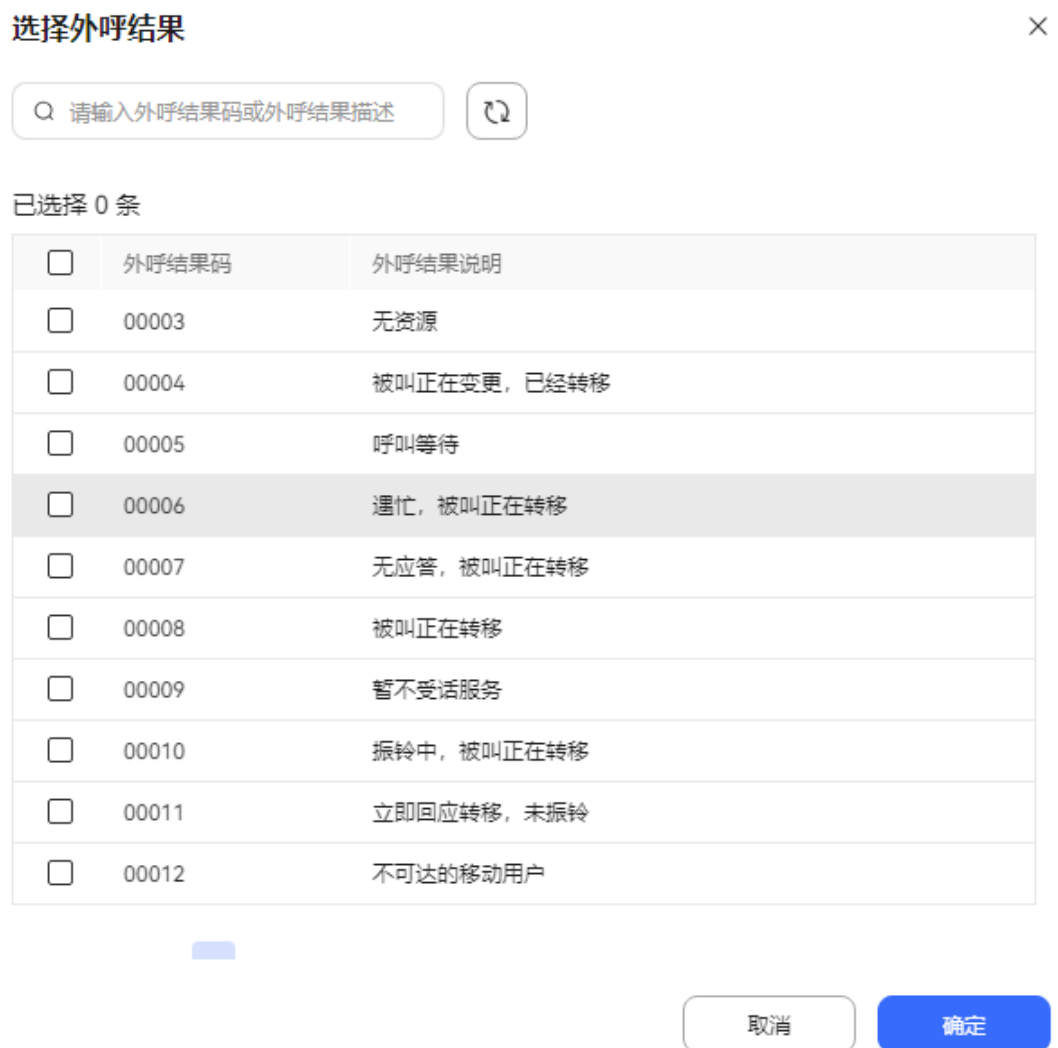 选择外呼结果
请输入外呼结果码或外呼结果描述
已选择 0 条
外呼结果码 外呼结果说明
00003 无资源
00004 被叫正在变更，已经转移
00005 呼叫等待
00006 遇忙，被叫正在转移
00007 无应答，被叫正在转移
00008 被叫正在转移
00009 暂不受话服务
00010 振铃中，被叫正在转移
00011 立即回应转移，未振铃
00012 不可达的移动用户
取消 确定